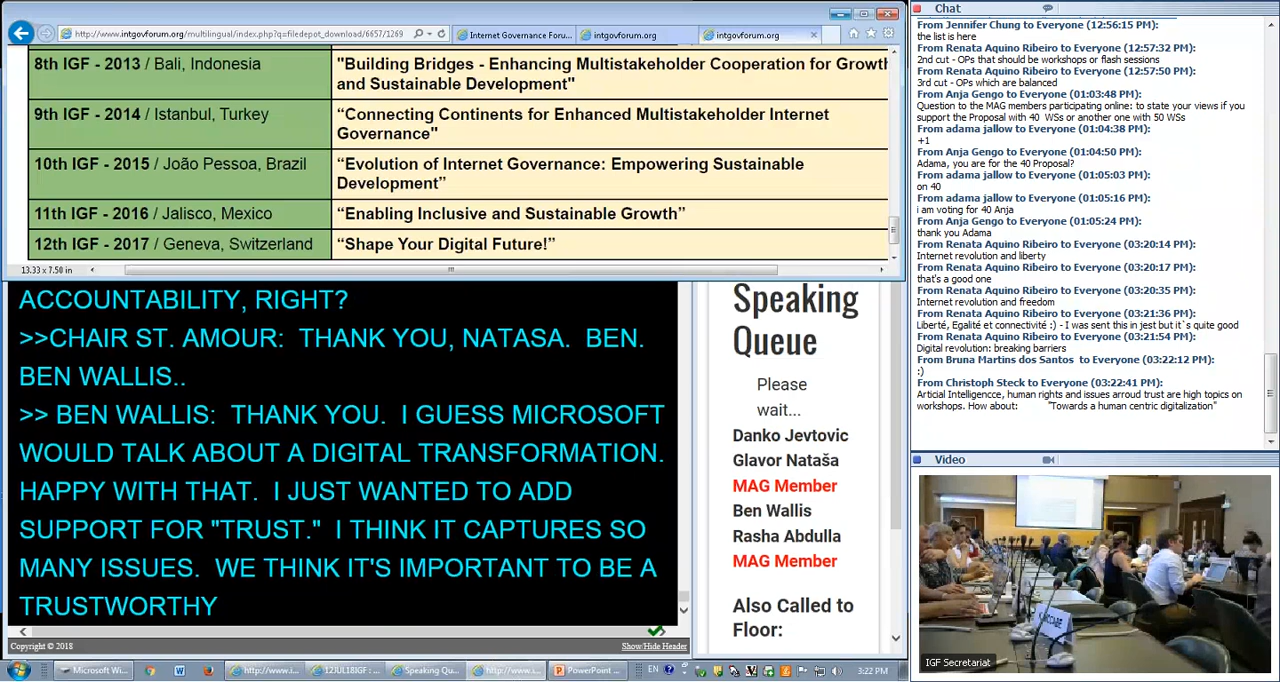 http://www.intgovforum.org/multilingual/index.php?q=filedepot_download/6657/1269
Internet Governance Foru...
intgovforum.org
intgovforum.org
8th IGF - 2013 / Bali, Indonesia
"Building Bridges - Enhancing Multistakeholder Cooperation for Growth
and Sustainable Development"
9th IGF - 2014 / Istanbul, Turkey
“Connecting Continents for Enhanced Multistakeholder Internet
Governance"
10th IGF - 2015 / João Pessoa, Brazil
“Evolution of Internet Governance: Empowering Sustainable
Development”
11th IGF - 2016 / Jalisco, Mexico
“Enabling Inclusive and Sustainable Growth”
12th IGF - 2017 / Geneva, Switzerland
“Shape Your Digital Future!”
13.33 x 7.50 in
ACCOUNTABILITY, RIGHT?
>>CHAIR ST. AMOUR:  THANK YOU, NATASA.  BEN.
BEN WALLIS..
>> BEN WALLIS:  THANK YOU.  I GUESS MICROSOFT
WOULD TALK ABOUT A DIGITAL TRANSFORMATION.
HAPPY WITH THAT.  I JUST WANTED TO ADD
SUPPORT FOR "TRUST."  I THINK IT CAPTURES SO
MANY ISSUES.  WE THINK IT'S IMPORTANT TO BE A
TRUSTWORTHY
Copyright © 2018
Show/Hide Header
Speaking
Queue
Please
wait...
Danko Jevtovic
Glavor Nataša
MAG Member
Ben Wallis
Rasha Abdulla
MAG Member
Also Called to
Floor:
Microsoft Wi...
http://www.i...
12JUL18IGF :...
Speaking Qu...
http://www.i...
PowerPoint ...
EN
3:22 PM
Chat
From Jennifer Chung to Everyone (12:56:15 PM):
the list is here
From Renata Aquino Ribeiro to Everyone (12:57:32 PM):
2nd cut - OPs that should be workshops or flash sessions
From Renata Aquino Ribeiro to Everyone (12:57:50 PM):
3rd cut - OPs which are balanced
From Anja Gengo to Everyone (01:03:48 PM):
Question to the MAG members participating online: to state your views if you
support the Proposal with 40  WSs or another one with 50 WSs
From adama jallow to Everyone (01:04:38 PM):
+1
From Anja Gengo to Everyone (01:04:50 PM):
Adama, you are for the 40 Proposal?
From adama jallow to Everyone (01:05:03 PM):
on 40
From adama jallow to Everyone (01:05:16 PM):
i am voting for 40 Anja
From Anja Gengo to Everyone (01:05:24 PM):
thank you Adama
From Renata Aquino Ribeiro to Everyone (03:20:14 PM):
Internet revolution and liberty
From Renata Aquino Ribeiro to Everyone (03:20:17 PM):
that's a good one
From Renata Aquino Ribeiro to Everyone (03:20:35 PM):
Internet revolution and freedom
From Renata Aquino Ribeiro to Everyone (03:21:36 PM):
Liberté, Egalité et connectivité :) - I was sent this in jest but it`s quite good
From Renata Aquino Ribeiro to Everyone (03:21:54 PM):
Digital revolution: breaking barriers
From Bruna Martins dos Santos  to Everyone (03:22:12 PM):
:)
From Christoph Steck to Everyone (03:22:41 PM):
Articial Intelligencce, human rights and issues arroud trust are high topics on
workshops. How about:       "Towards a human centric digitalization"
Video
IGF Secretariat